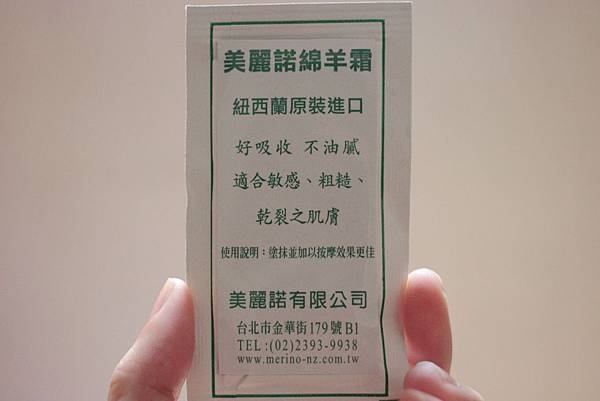 美麗諾綿羊霜
紐西蘭原裝進口
好吸收 不油膩
適合敏感、粗糙、
乾裂之肌膚
使用說明：塗抹並加以按摩效果更佳
美麗諾有限公司
台北市金華街179號B1
TEL:(02)2393-9938
www.merino-nz.com.tw